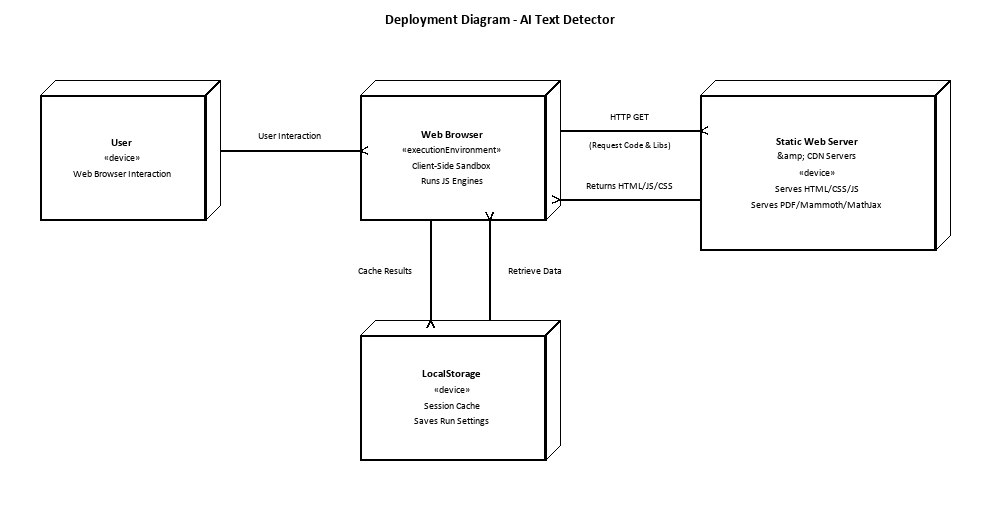 Deployment Diagram - AI Text Detector
User
«device»
Web Browser Interaction
User Interaction
Web Browser
«executionEnvironment»
Client-Side Sandbox
Runs JS Engines
HTTP GET
(Request Code & Libs)
Returns HTML/JS/CSS
Static Web Server
&amp; CDN Servers
«device»
Serves HTML/CSS/JS
Serves PDF/Mammoth/MathJax
Cache Results
Retrieve Data
LocalStorage
«device»
Session Cache
Saves Run Settings